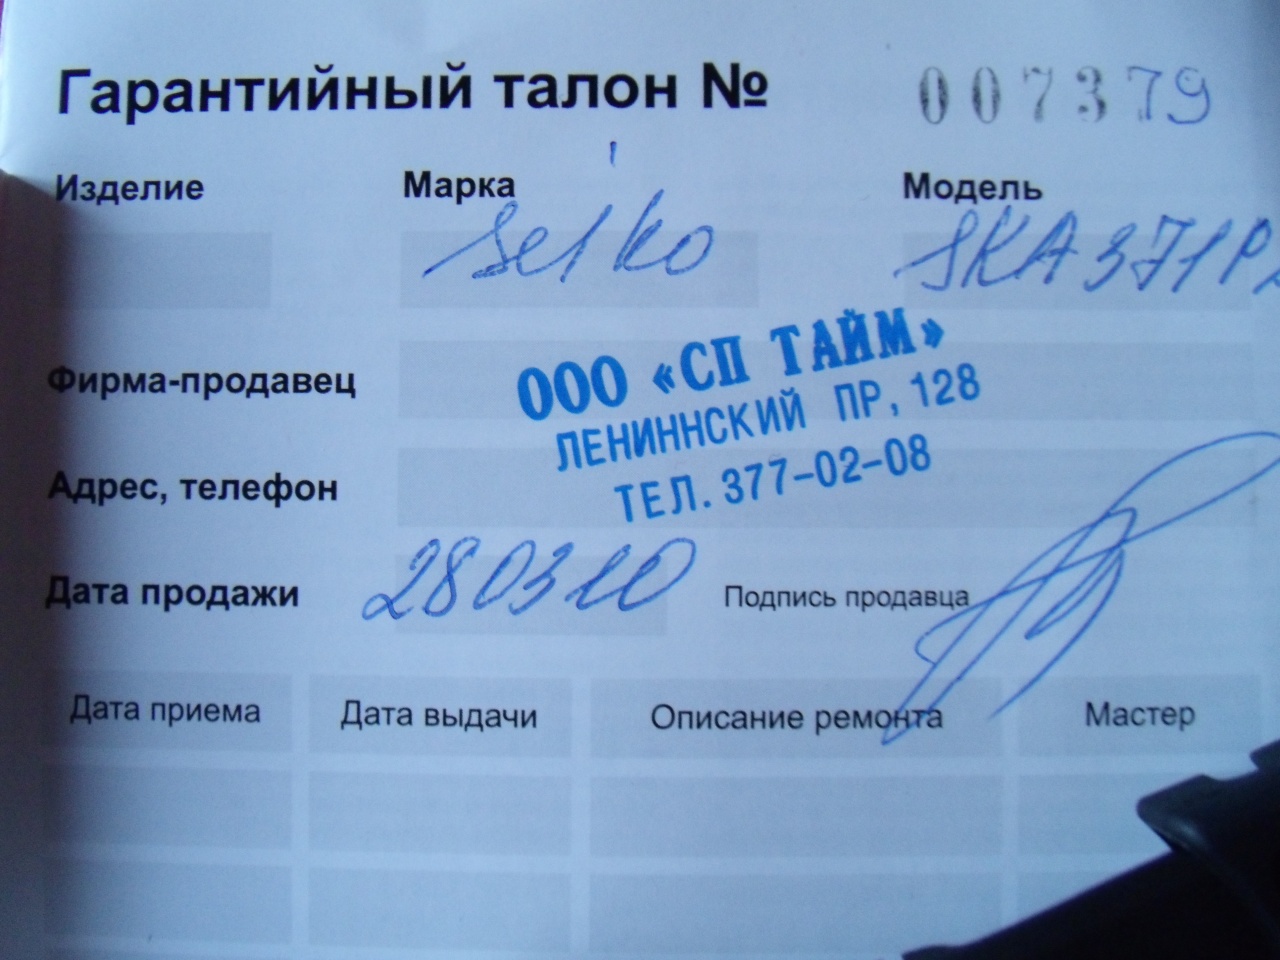 Гарантийный талон № 007379
Изделие Марка Модель
Seiko SKA371P
Фирма-продавец ООО «СП ТАЙМ»
ЛЕНИННСКИЙ ПР, 128
Адрес, телефон ТЕЛ. 377-02-08
Дата продажи 280310 Подпись продавца
Дата приема Дата выдачи Описание ремонта Мастер